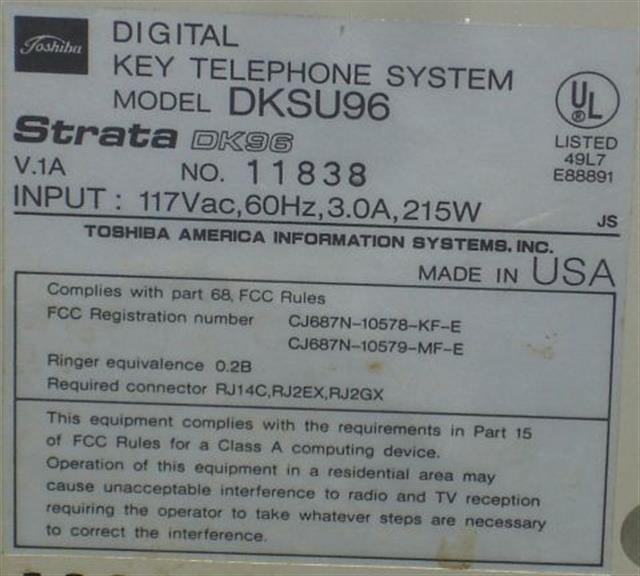 Toshiba
DIGITAL
KEY TELEPHONE SYSTEM
MODEL DKSU96
Strata DK96
V.1A NO. 11838
INPUT : 117Vac,60Hz,3.0A,215W
UL
®
LISTED
49L7
E88891
JS
TOSHIBA AMERICA INFORMATION SYSTEMS, INC.
MADE IN USA
Complies with part 68, FCC Rules
FCC Registration number CJ687N-10578-KF-E
CJ687N-10579-MF-E
Ringer equivalence 0.2B
Required connector RJ14C,RJ2EX,RJ2GX
This equipment complies with the requirements in Part 15
of FCC Rules for a Class A computing device.
Operation of this equipment in a residential area may
cause unacceptable interference to radio and TV reception
requiring the operator to take whatever steps are necessary
to correct the interference.